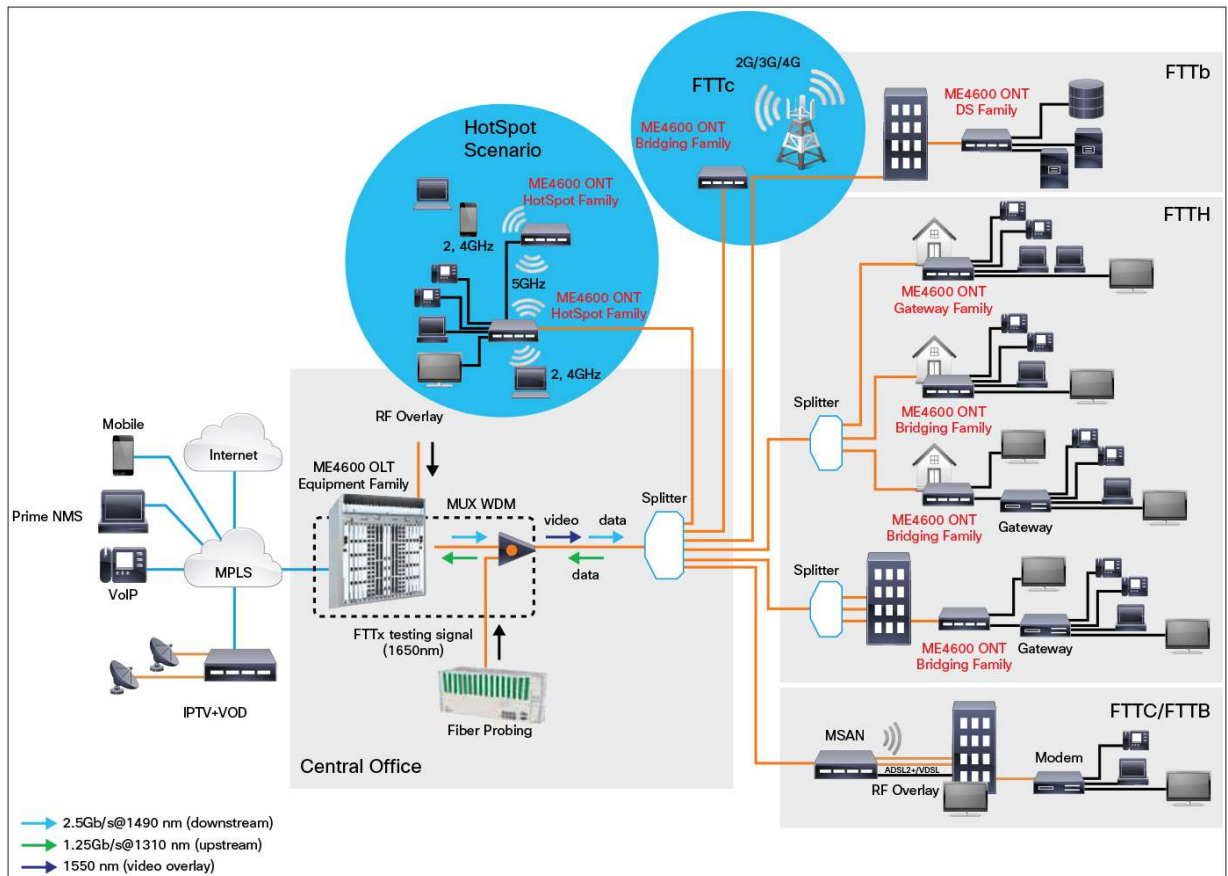 HotSpot
Scenario
ME4600 ONT
HotSpot Family
2, 4GHz
5GHz
ME4600 ONT
HotSpot Family
2, 4GHz
FTTc
2G/3G/4G
ME4600 ONT
Bridging Family
FTTb
ME4600 ONT
DS Family
FTTH
ME4600 ONT
Gateway Family
Splitter
ME4600 ONT
Bridging Family
ME4600 ONT
Bridging Family
Gateway
Splitter
ME4600 ONT
Bridging Family
Gateway
FTTC/FTTB
MSAN
ADSL2+/VDSL
RF Overlay
Modem
Mobile
Internet
Prime NMS
MPLS
VoIP
IPTV+VOD
RF Overlay
ME4600 OLT
Equipment Family
MUX WDM
video
data
data
Splitter
FTTx testing signal
(1650nm)
Fiber Probing
Central Office
2.5Gb/s@1490 nm (downstream)
1.25Gb/s@1310 nm (upstream)
1550 nm (video overlay)